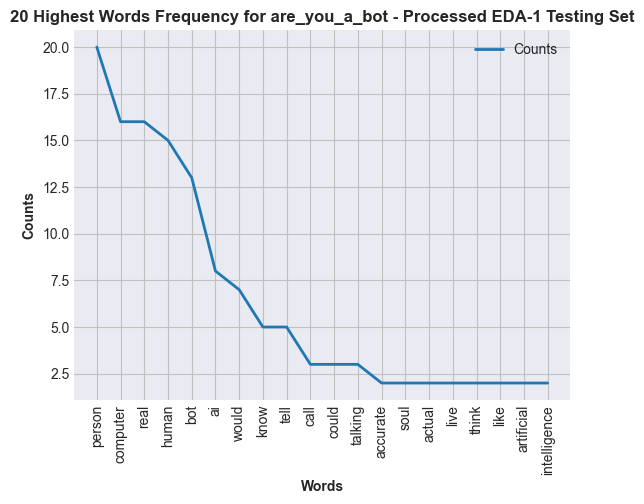 20 Highest Words Frequency for are_you_a_bot - Processed EDA-1 Testing Set
Counts
20.0
17.5
15.0
12.5
10.0
7.5
5.0
2.5
Counts
person
computer
real
human
bot
ai
would
know
tell
call
could
talking
accurate
soul
actual
live
think
like
artificial
intelligence
Words